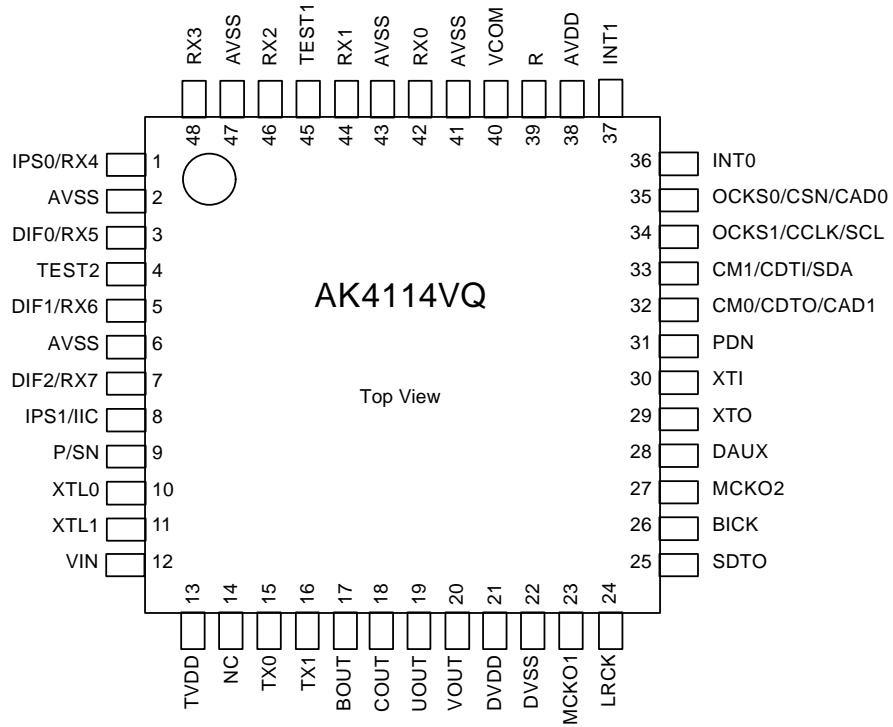 RX3
AVSS
RX2
TEST1
RX1
AVSS
RX0
AVSS
VCOM
R
AVDD
INT1
48
47
46
45
44
43
42
41
40
39
38
37
IPS0/RX4 1
AVSS 2
DIF0/RX5 3
TEST2 4
DIF1/RX6 5
AVSS 6
DIF2/RX7 7
IPS1/IIC 8
P/SN 9
XTL0 10
XTL1 11
VIN 12
AK4114VQ
Top View
36 INT0
35 OCKS0/CSN/CAD0
34 OCKS1/CCLK/SCL
33 CM1/CDTI/SDA
32 CM0/CDTO/CAD1
31 PDN
30 XTI
29 XTO
28 DAUX
27 MCKO2
26 BICK
25 SDTO
13
14
15
16
17
18
19
20
21
22
23
24
TVDD
NC
TX0
TX1
BOUT
COUT
UOUT
VOUT
DVDD
DVSS
MCKO1
LRCK